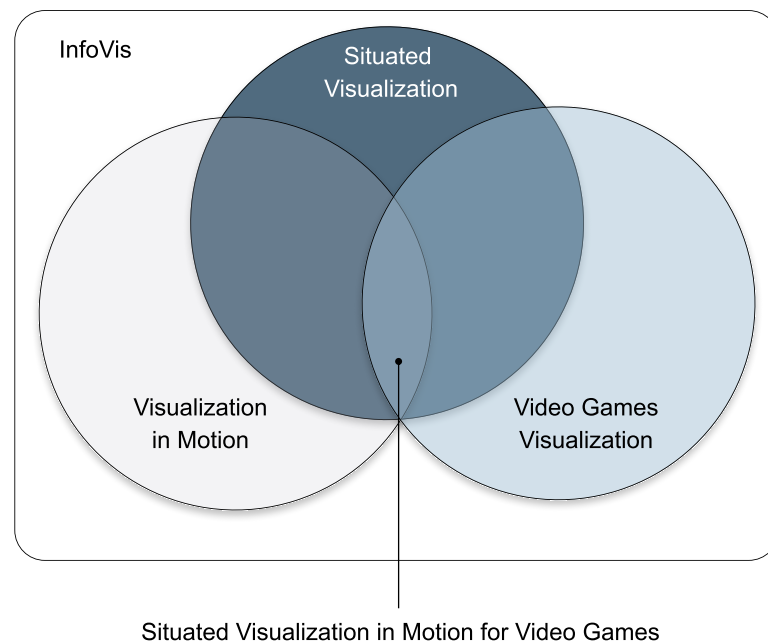 InfoVis
Situated
Visualization
Visualization
in Motion
Video Games
Visualization
Situated Visualization in Motion for Video Games